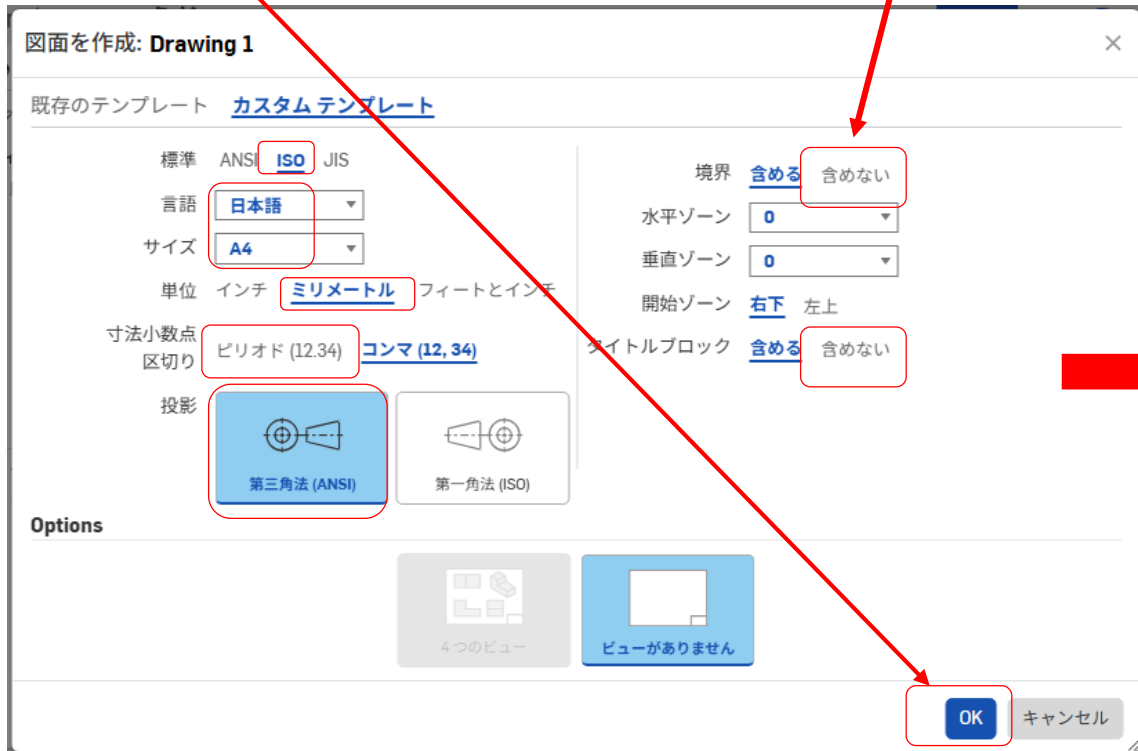 図面を作成: Drawing 1
既存のテンプレート カスタム テンプレート
標準 ANSI ISO JIS
言語 日本語
サイズ A4
単位 インチ ミリメートル フィートとインチ
寸法小数点
区切り ピリオド (12.34) コンマ (12, 34)
投影
第三角法 (ANSI) 第一角法 (ISO)
境界 含める 含めない
水平ゾーン 0
垂直ゾーン 0
開始ゾーン 右下 左上
タイトルブロック 含める 含めない
Options
4 つのビュー ビューがありません
OK キャンセル